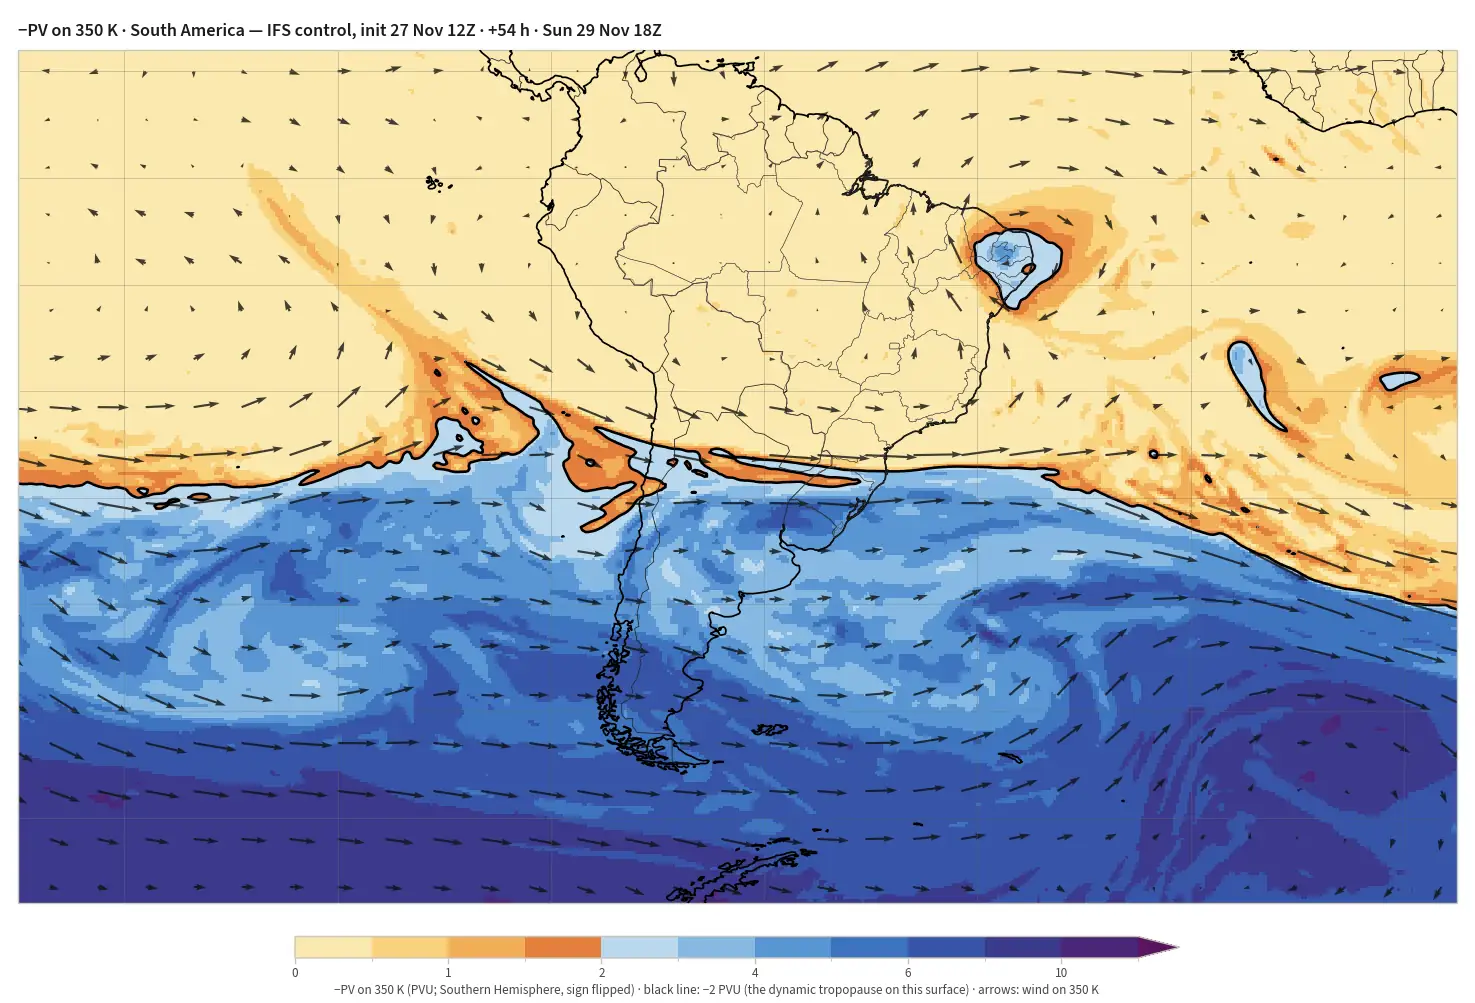 −PV on 350 K · South America — IFS control, init 27 Nov 12Z · +54 h · Sun 29 Nov 18Z
0 1 2 4 6 10
−PV on 350 K (PVU; Southern Hemisphere, sign flipped) · black line: −2 PVU (the dynamic tropopause on this surface) · arrows: wind on 350 K